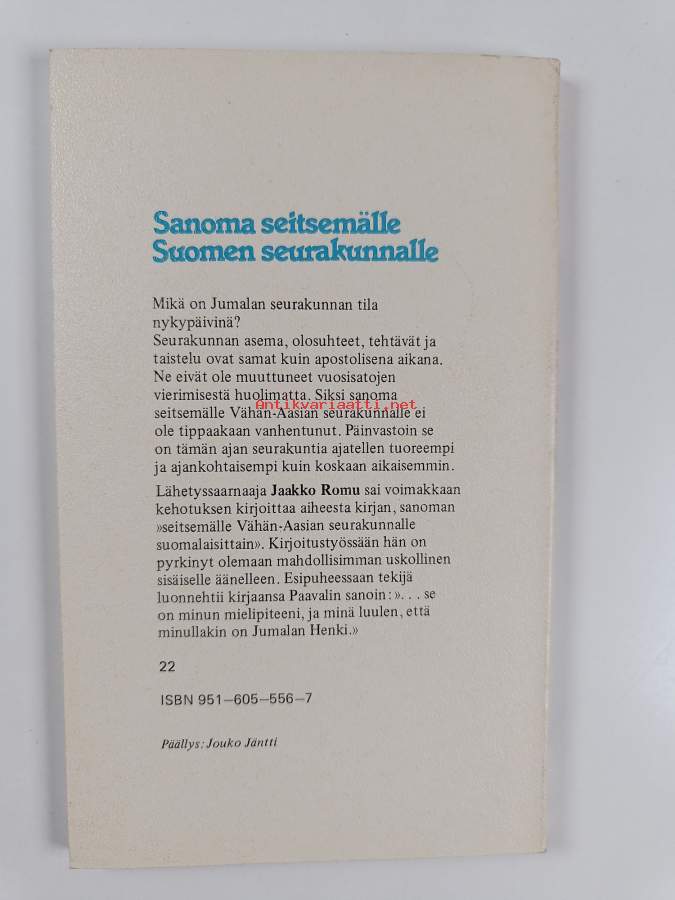 Sanoma seitsemälle
Suomen seurakunnalle
Mikä on Jumalan seurakunnan tila
nykypäivinä?
Seurakunnan asema, olosuhteet, tehtävät ja
taistelu ovat samat kuin apostolisena aikana.
Ne eivät ole muuttuneet vuosisatojen
vierimisestä huolimatta. Siksi sanoma
Antikvariaatti.net
seitsemälle Vähän-Aasian seurakunnalle ei
ole tippaakaan vanhentunut. Päinvastoin se
on tämän ajan seurakuntia ajatellen tuoreempi
ja ajankohtaisempi kuin koskaan aikaisemmin.
Lähetyssaarnaaja Jaakko Romu sai voimakkaan
kehotuksen kirjoittaa aiheesta kirjan, sanoman
»seitsemälle Vähän-Aasian seurakunnalle
suomalaisittain». Kirjoitustyössään hän on
pyrkinyt olemaan mahdollisimman uskollinen
sisäiselle äänelleen. Esipuheessaan tekijä
luonnehtii kirjaansa Paavalin sanoin: ». . . se
on minun mielipiteeni, ja minä luulen, että
minullakin on Jumalan Henki.»
22
ISBN 951–605–556–7
Päällys: Jouko Jäntti